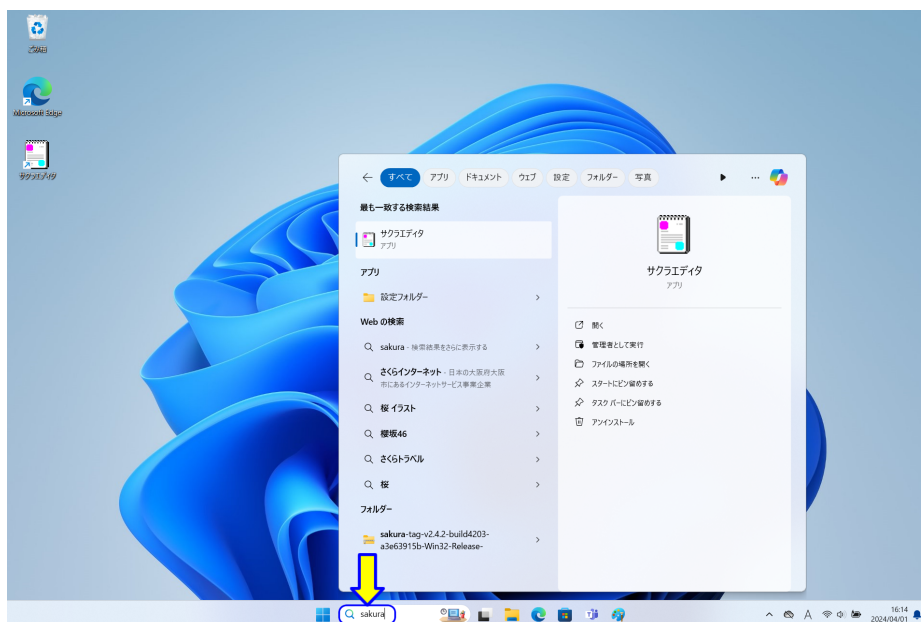 ごみ箱
Microsoft Edge
サクラエディタ
すべて アプリ ドキュメント ウェブ 設定 フォルダー 写真
最も一致する検索結果
サクラエディタ
アプリ
アプリ
設定フォルダー
Web の検索
sakura - 検索結果をさらに表示する
さくらインターネット - 日本の大阪府大阪
市にあるインターネットサービス事業企業
桜 イラスト
櫻坂46
さくらトラベル
桜
フォルダー
sakura-tag-v2.4.2-build4203-
a3e63915b-Win32-Release-
サクラエディタ
アプリ
開く
管理者として実行
ファイルの場所を開く
スタートにピン留めする
タスク バーにピン留めする
アンインストール
sakura
A
16:14
2024/04/01